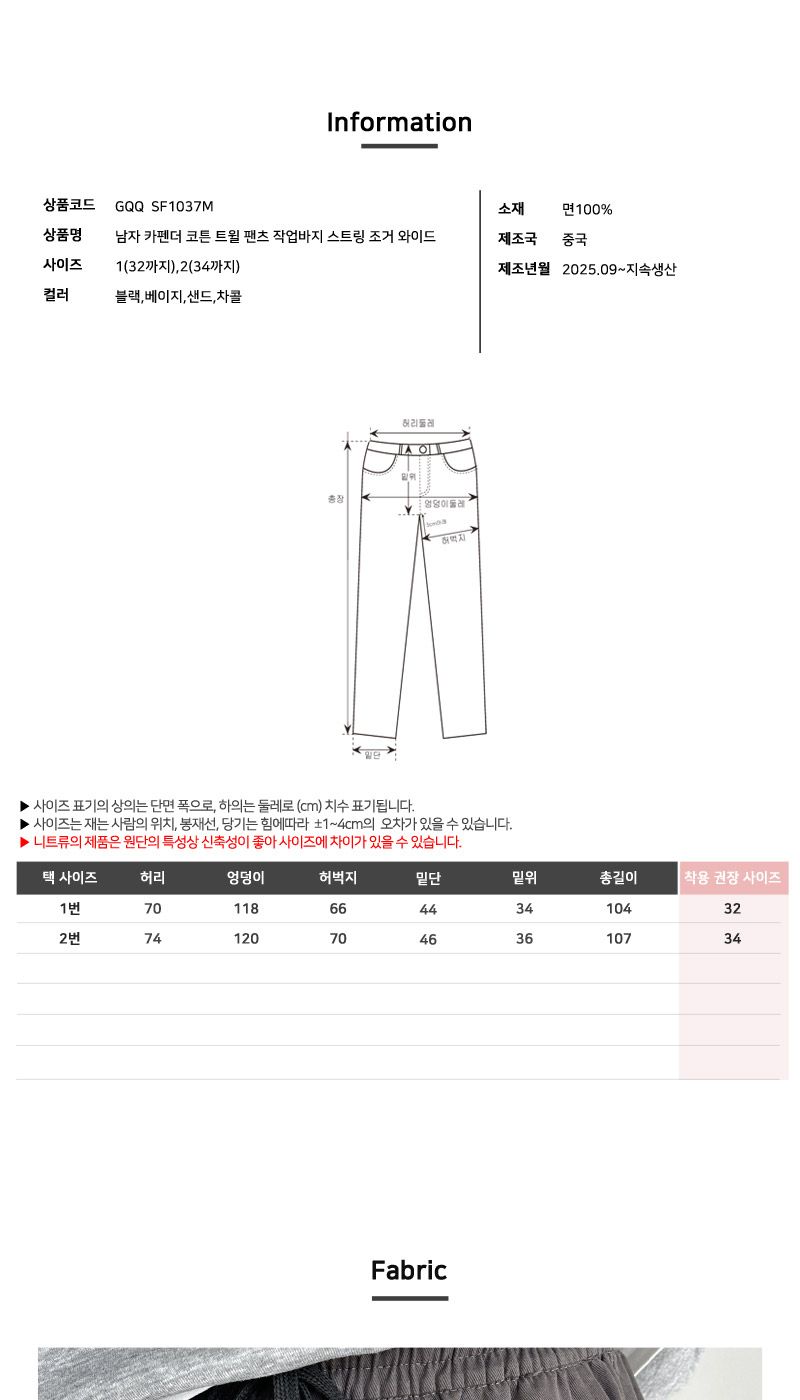 Information
상품코드 GQQ SF1037M
상품명 남자 카펜더 코튼 트윌 팬츠 작업바지 스트링 조거 와이드
사이즈 1(32까지),2(34까지)
컬러 블랙,베이지,샌드,차콜
소재 면100%
제조국 중국
제조년월 2025.09~지속생산
허리둘레
밑위
총장
엉덩이둘레
허벅지
밑단
▶ 사이즈 표기의 상의는 단면 폭으로, 하의는 둘레로 (cm) 치수 표기됩니다.
▶ 사이즈는 재는 사람의 위치, 봉재선, 당기는 힘에따라 ±1~4cm의 오차가 있을 수 있습니다.
▶ 니트류의 제품은 원단의 특성상 신축성이 좋아 사이즈에 차이가 있을 수 있습니다.
택 사이즈 허리 엉덩이 허벅지 밑단 밑위 총길이 착용 권장 사이즈
1번 70 118 66 44 34 104 32
2번 74 120 70 46 36 107 34
Fabric